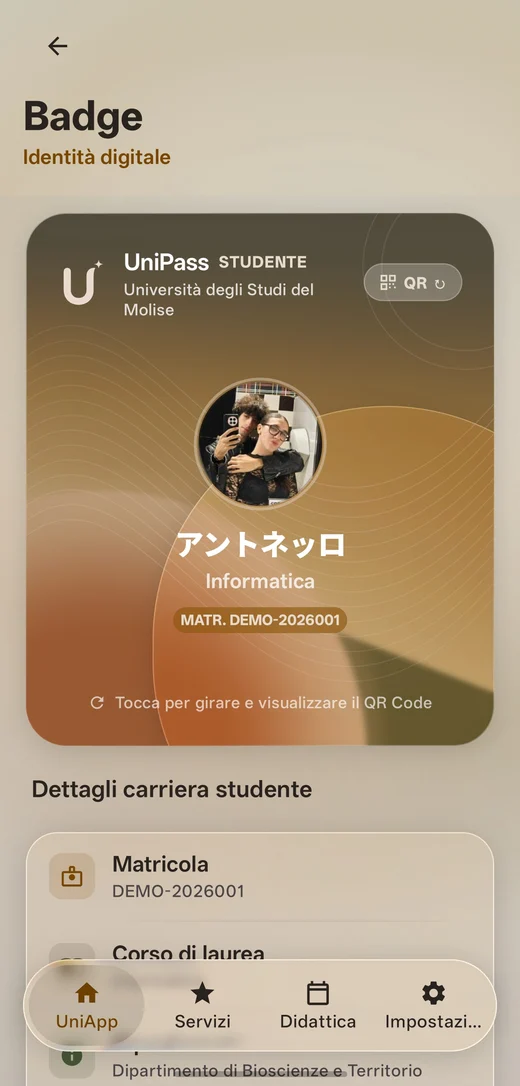 Badge
Identità digitale
UniPass STUDENTE
Università degli Studi del
Molise
QR
アントネッロ
Informatica
MATR. DEMO-2026001
Tocca per girare e visualizzare il QR Code
Dettagli carriera studente
Matricola
DEMO-2026001
Corso di laurea
UniApp
Servizi
Didattica
Impostazi...
Dipartimento di Bioscienze e Territorio